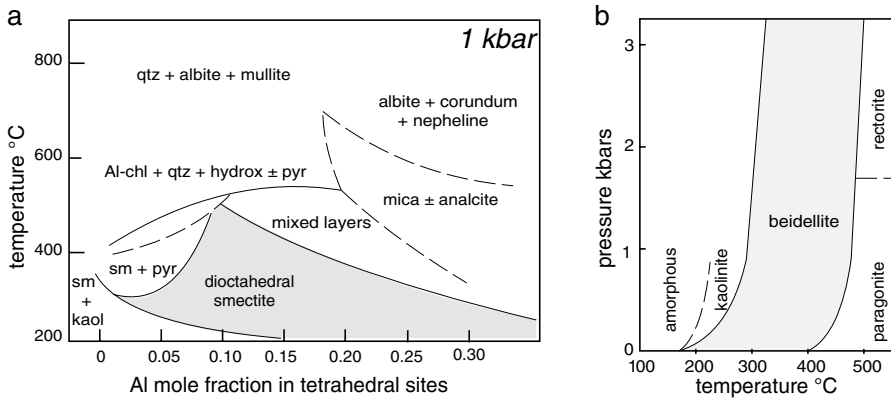 a
1 kbar
800
600
400
200
temperature °C
qtz + albite + mullite
albite + corundum
+ nepheline
Al-chl + qtz + hydrox ± pyr
mica ± analcite
mixed layers
sm + pyr
sm
+
kaol
dioctahedral
smectite
0
0.05
0.10
0.15
0.20
0.25
0.30
Al mole fraction in tetrahedral sites
b
3
2
1
0
pressure kbars
amorphous
kaolinite
beidellite
rectorite
paragonite
100
200
300
400
500
temperature °C